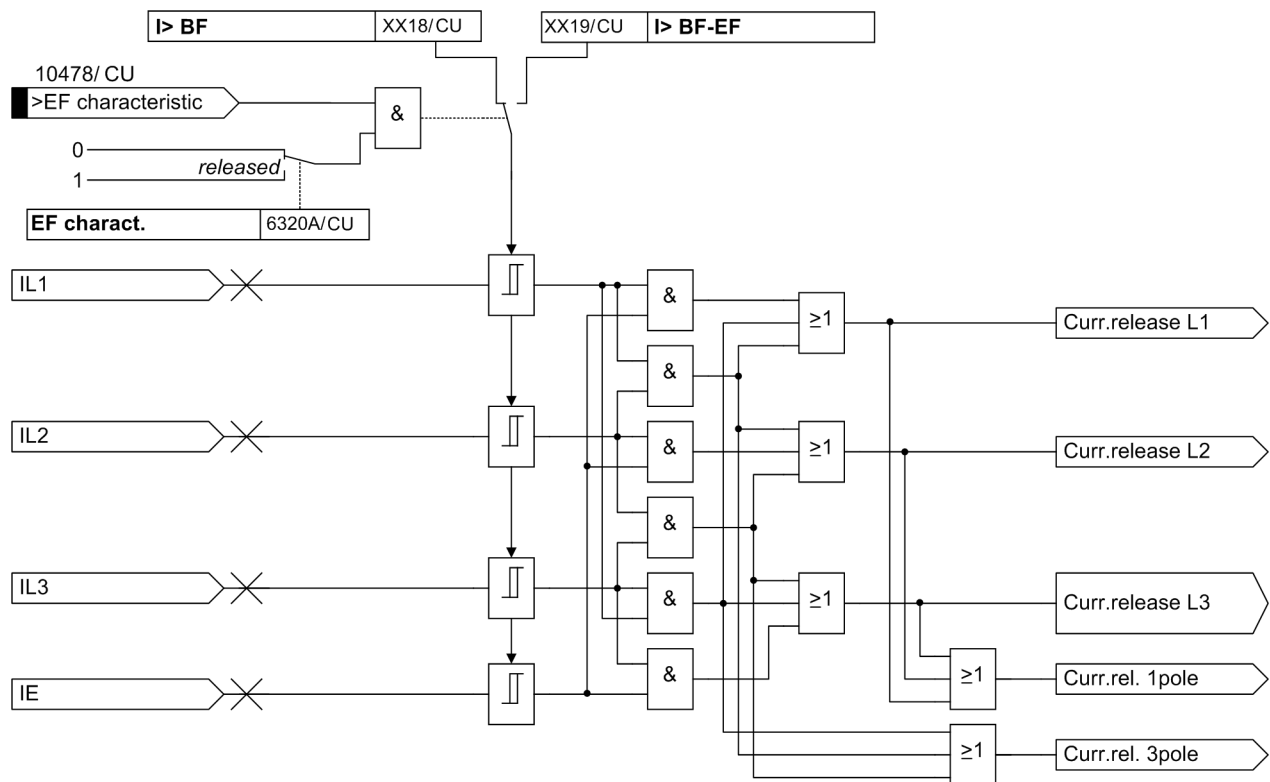 I> BF XX18/CU XX19/CU I> BF-EF
10478/ CU
>EF characteristic
&
0
released
1
EF charact. 6320A/CU
IL1
&
≥1
Curr.release L1
&
IL2
&
≥1
Curr.release L2
&
IL3
&
≥1
Curr.release L3
IE
&
≥1
Curr.rel. 1pole
≥1
Curr.rel. 3pole